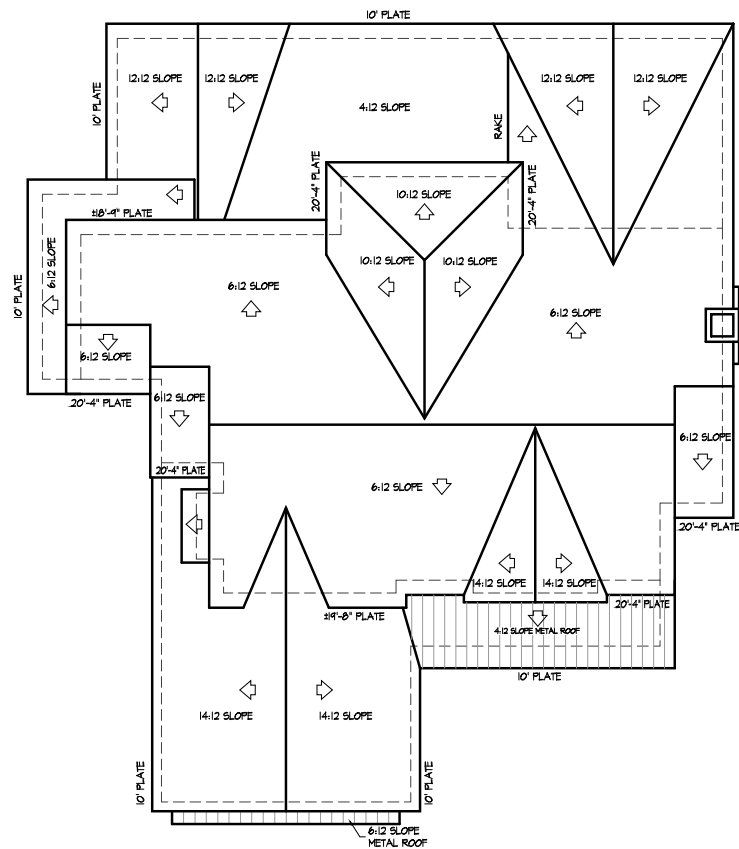 10' PLATE
12:12 SLOPE
12:12 SLOPE
12:12 SLOPE
12:12 SLOPE
4:12 SLOPE
10' PLATE
RAKE
20'-4" PLATE
10:12 SLOPE
20'-4" PLATE
±18'-9" PLATE
10' PLATE
6:12 SLOPE
10:12 SLOPE
10:12 SLOPE
6:12 SLOPE
6:12 SLOPE
6:12 SLOPE
20'-4" PLATE
6:12 SLOPE
6:12 SLOPE
20'-4" PLATE
6:12 SLOPE
20'-4" PLATE
14:12 SLOPE
14:12 SLOPE
20'-4" PLATE
±19'-8" PLATE
4:12 SLOPE METAL ROOF
10' PLATE
14:12 SLOPE
14:12 SLOPE
10' PLATE
10' PLATE
6:12 SLOPE
METAL ROOF